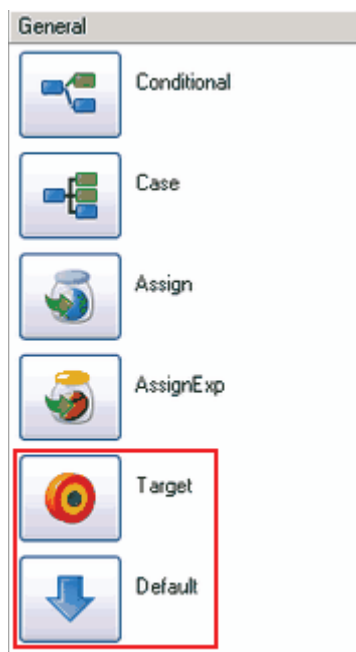 General
Conditional
Case
Assign
AssignExp
Target
Default